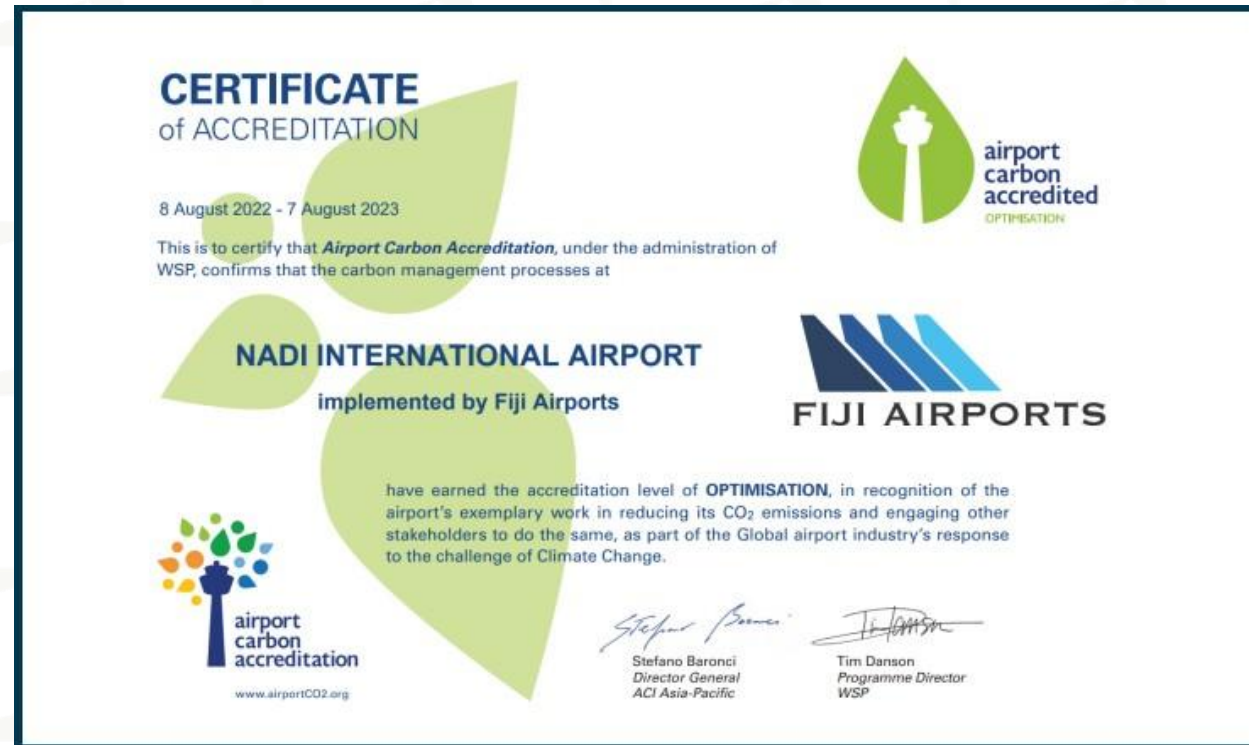 CERTIFICATE
of ACCREDITATION
airport
carbon
accredited
OPTIMISATION
8 August 2022 - 7 August 2023
This is to certify that Airport Carbon Accreditation, under the administration of
WSP, confirms that the carbon management processes at
NADI INTERNATIONAL AIRPORT
implemented by Fiji Airports
FIJI AIRPORTS
have earned the accreditation level of OPTIMISATION, in recognition of the
airport's exemplary work in reducing its CO₂ emissions and engaging other
stakeholders to do the same, as part of the Global airport industry's response
to the challenge of Climate Change.
airport
carbon
accreditation
www.airportCO2.org
Stefano Baronci
Director General
ACI Asia-Pacific
Tim Danson
Programme Director
WSP